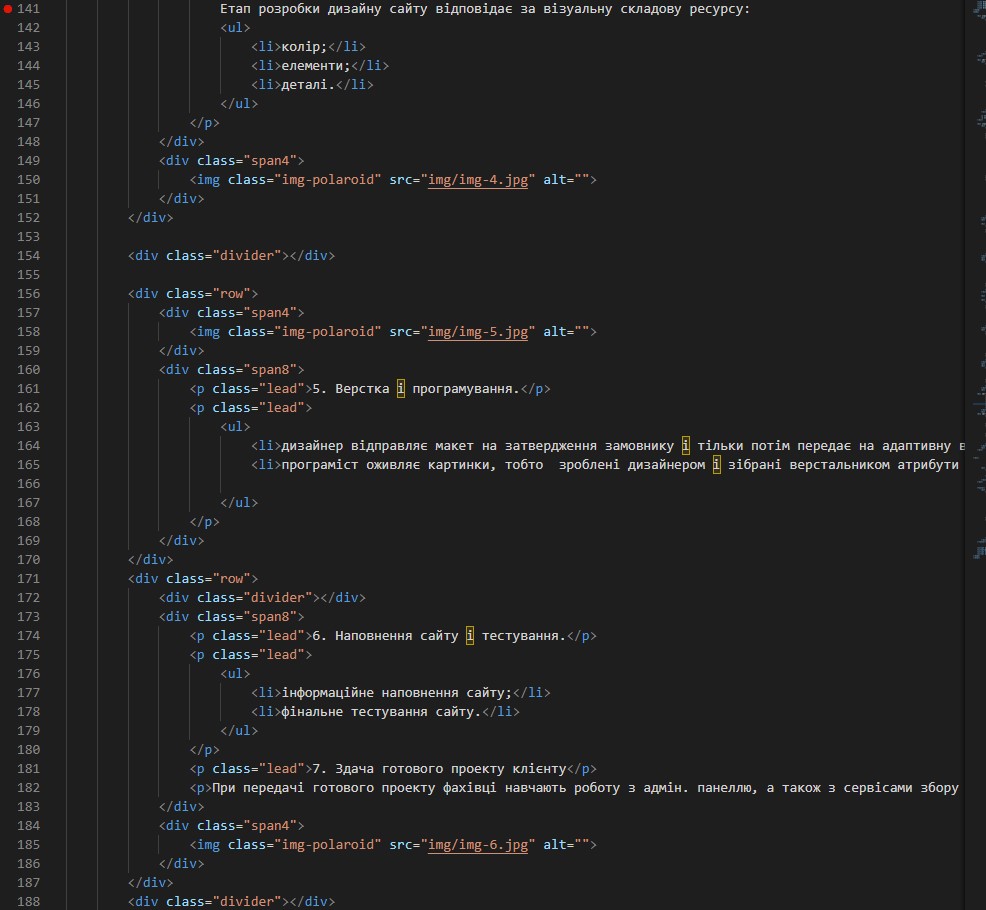 141 Етап розробки дизайну сайту відповідає за візуальну складову ресурсу:
142 <ul>
143 <li>колір;</li>
144 <li>елементи;</li>
145 <li>деталі.</li>
146 </ul>
147 </p>
148 </div>
149 <div class="span4">
150 <img class="img-polaroid" src="img/img-4.jpg" alt="">
151 </div>
152 </div>
153
154 <div class="divider"></div>
155
156 <div class="row">
157 <div class="span4">
158 <img class="img-polaroid" src="img/img-5.jpg" alt="">
159 </div>
160 <div class="span8">
161 <p class="lead">5. Верстка і програмування.</p>
162 <p class="lead">
163 <ul>
164 <li>дизайнер відправляє макет на затвердження замовнику і тільки потім передає на адаптивну в
165 <li>програміст оживляє картинки, тобто  зроблені дизайнером і зібрані верстальником атрибути
166
167 </ul>
168 </p>
169 </div>
170 </div>
171 <div class="row">
172 <div class="divider"></div>
173 <div class="span8">
174 <p class="lead">6. Наповнення сайту і тестування.</p>
175 <p class="lead">
176 <ul>
177 <li>інформаційне наповнення сайту;</li>
178 <li>фінальне тестування сайту.</li>
179 </ul>
180 </p>
181 <p class="lead">7. Здача готового проекту клієнту</p>
182 <p>При передачі готового проекту фахівці навчають роботу з адмін. панеллю, а також з сервісами збору
183 </div>
184 <div class="span4">
185 <img class="img-polaroid" src="img/img-6.jpg" alt="">
186 </div>
187 </div>
188 <div class="divider"></div>